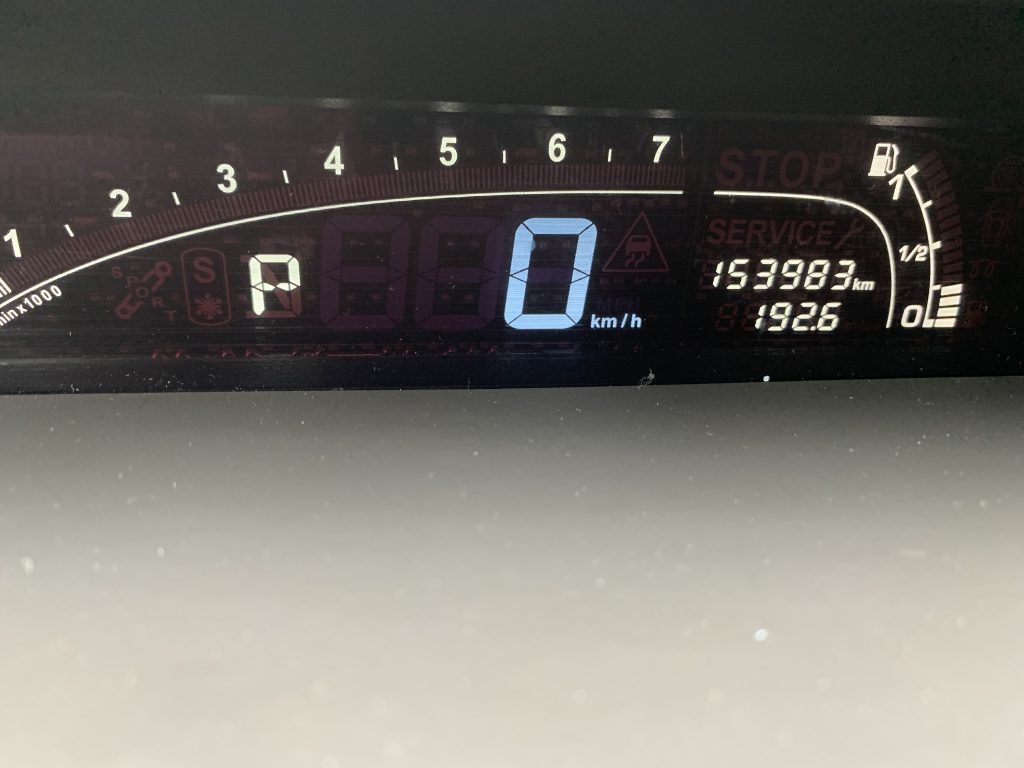 1 2 3 4 5 6 7
min x1000
SPORT
S
P
0
km/h
MPH
STOP
SERVICE
153983 km
192.6
1
1/2
0